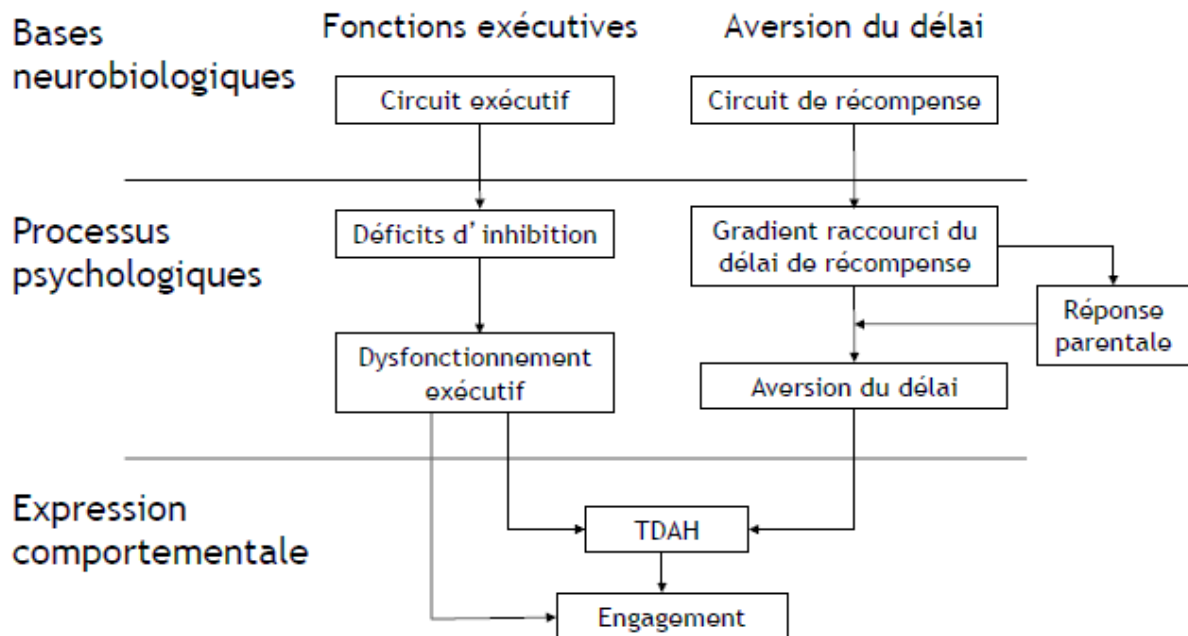 Bases
neurobiologiques
Fonctions exécutives
Aversion du délai
Circuit exécutif
Circuit de récompense
Processus
psychologiques
Déficits d' inhibition
Gradient raccourci du
délai de récompense
Réponse
parentale
Dysfonctionnement
exécutif
Aversion du délai
Expression
comportementale
TDAH
Engagement